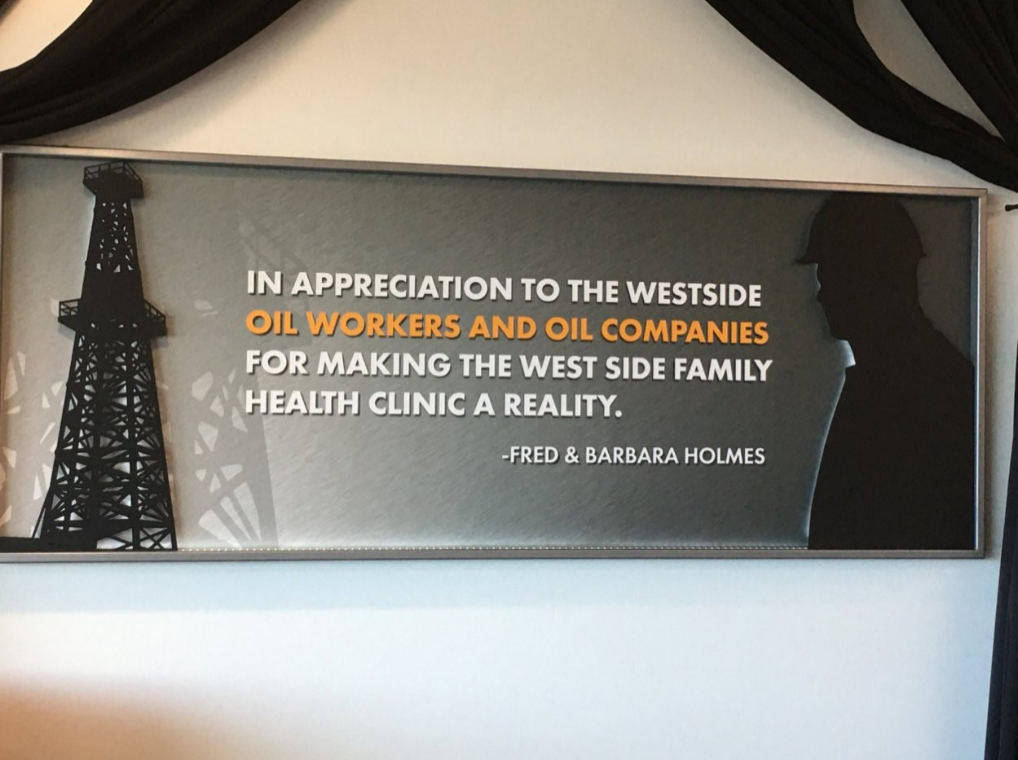 IN APPRECIATION TO THE WESTSIDE
OIL WORKERS AND OIL COMPANIES
FOR MAKING THE WEST SIDE FAMILY
HEALTH CLINIC A REALITY.
-FRED & BARBARA HOLMES